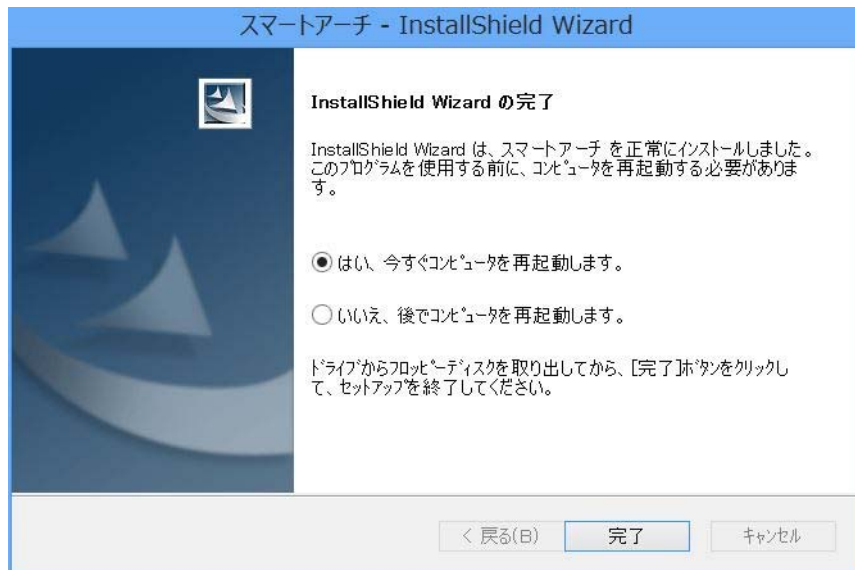 スマートアーチ - InstallShield Wizard
InstallShield Wizard の完了
InstallShield Wizard は、スマートアーチ を正常にインストールしました。
このプログラムを使用する前に、コンピュータを再起動する必要がありま
す。
はい、今すぐコンピュータを再起動します。
いいえ、後でコンピュータを再起動します。
ドライブからフロッピーディスクを取り出してから、[完了]ボタンをクリックし
て、セットアップを終了してください。
< 戻る(B)
完了
キャンセル